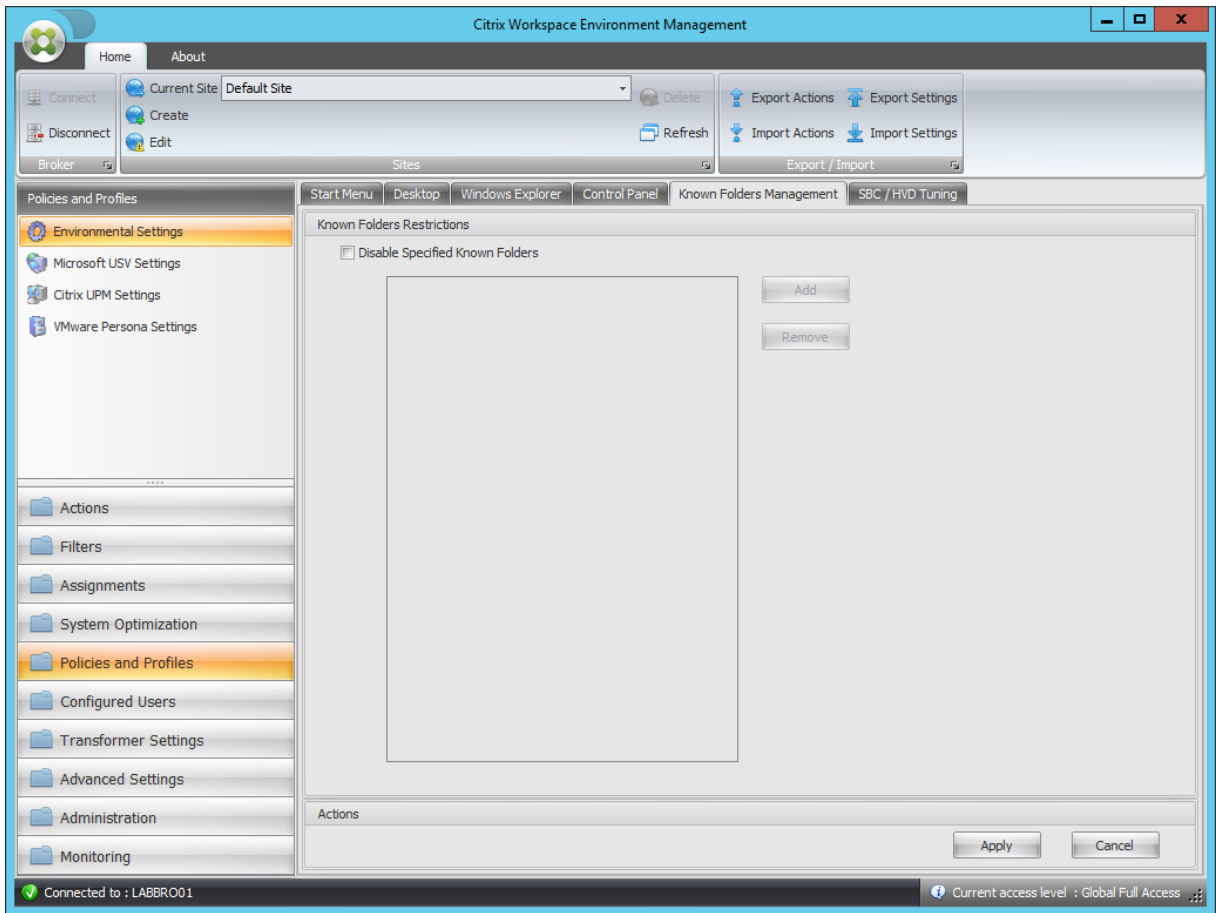 Citrix Workspace Environment Management
Home About
Connect
Disconnect
Broker
Current Site Default Site
Create
Edit
Delete
Refresh
Sites
Export Actions Export Settings
Import Actions Import Settings
Export / Import
Policies and Profiles
Environmental Settings
Microsoft USV Settings
Citrix UPM Settings
VMware Persona Settings
Actions
Filters
Assignments
System Optimization
Policies and Profiles
Configured Users
Transformer Settings
Advanced Settings
Administration
Monitoring
Start Menu Desktop Windows Explorer Control Panel Known Folders Management SBC / HVD Tuning
Known Folders Restrictions
Disable Specified Known Folders
Add
Remove
Actions
Apply Cancel
Connected to : LABBRO01
Current access level : Global Full Access